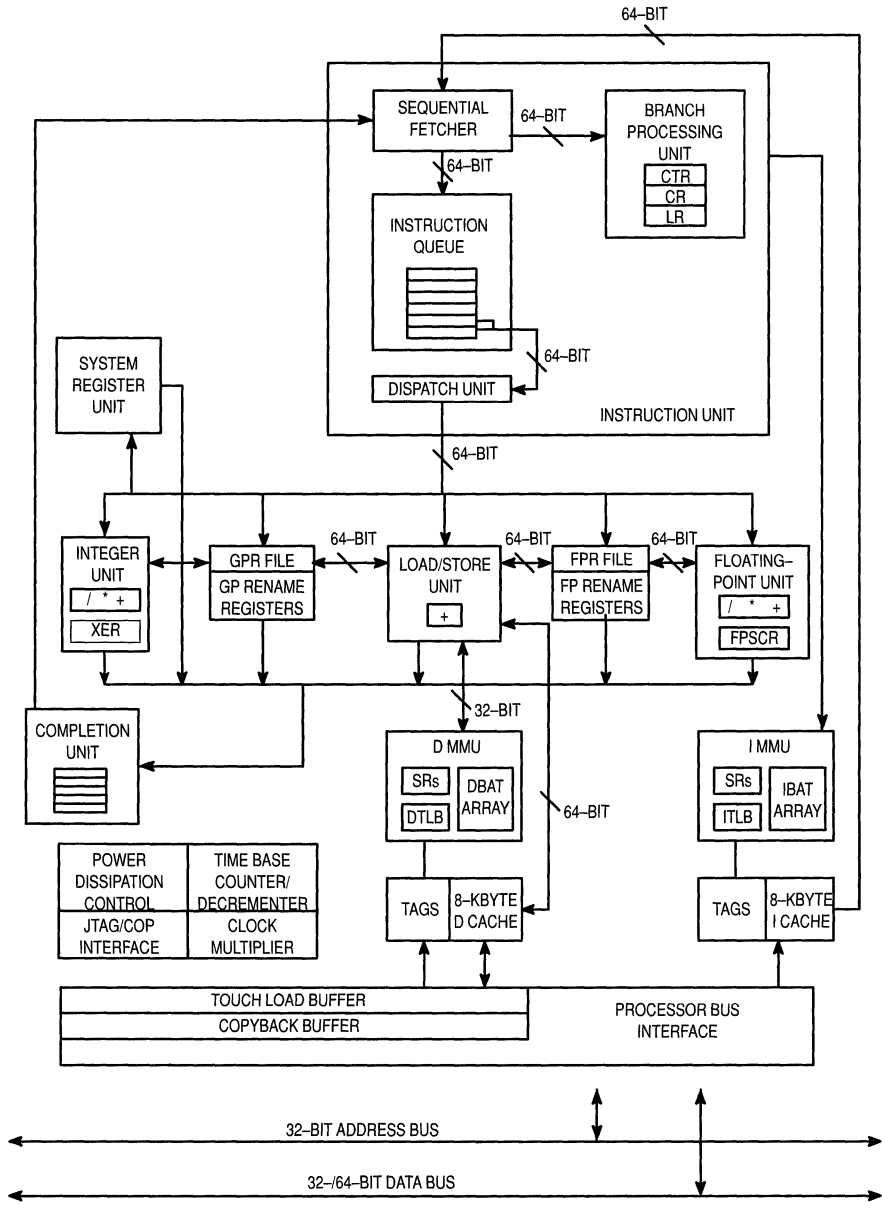 64–BIT
SEQUENTIAL
FETCHER
64–BIT
BRANCH
PROCESSING
UNIT
CTR
CR
LR
64–BIT
INSTRUCTION
QUEUE
64–BIT
DISPATCH UNIT
INSTRUCTION UNIT
SYSTEM
REGISTER
UNIT
64–BIT
INTEGER
UNIT
/ * +
XER
GPR FILE
GP RENAME
REGISTERS
64–BIT
LOAD/STORE
UNIT
+
64–BIT
FPR FILE
FP RENAME
REGISTERS
64–BIT
FLOATING–
POINT UNIT
/ * +
FPSCR
32–BIT
COMPLETION
UNIT
D MMU
SRs
DTLB
DBAT
ARRAY
64–BIT
I MMU
SRs
ITLB
IBAT
ARRAY
POWER
DISSIPATION
CONTROL
TIME BASE
COUNTER/
DECREMENTER
JTAG/COP
INTERFACE
CLOCK
MULTIPLIER
TAGS
8–KBYTE
D CACHE
TAGS
8–KBYTE
I CACHE
TOUCH LOAD BUFFER
COPYBACK BUFFER
PROCESSOR BUS
INTERFACE
32–BIT ADDRESS BUS
32–/64–BIT DATA BUS